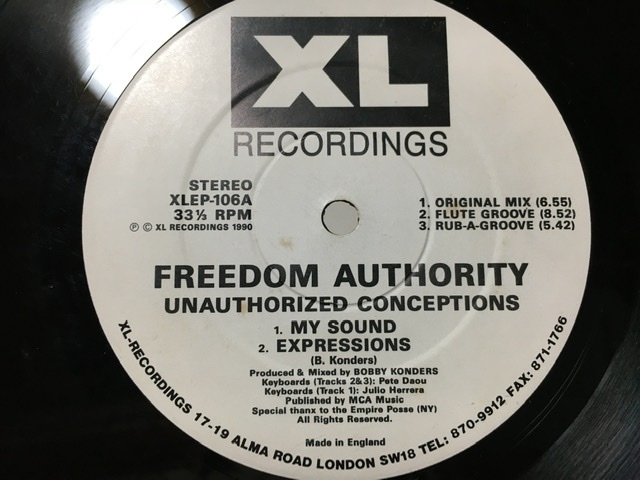 XL
RECORDINGS
STEREO
XLEP-106A
33⅓ RPM
Ⓟ © XL RECORDINGS 1990
1. ORIGINAL MIX (6.55)
2. FLUTE GROOVE (8.52)
3. RUB-A-GROOVE (5.42)
FREEDOM AUTHORITY
UNAUTHORIZED CONCEPTIONS
1. MY SOUND
2. EXPRESSIONS
(B. Konders)
Produced & Mixed by BOBBY KONDERS
Keyboards (Tracks 2&3): Pete Daou
Keyboards (Track 1): Julio Herrera
Published by MCA Music
Special thanx to the Empire Posse (NY)
All Rights Reserved.
Made in England
XL-RECORDINGS 17-19 ALMA ROAD LONDON SW18 TEL: 870-9912 FAX: 871-1766